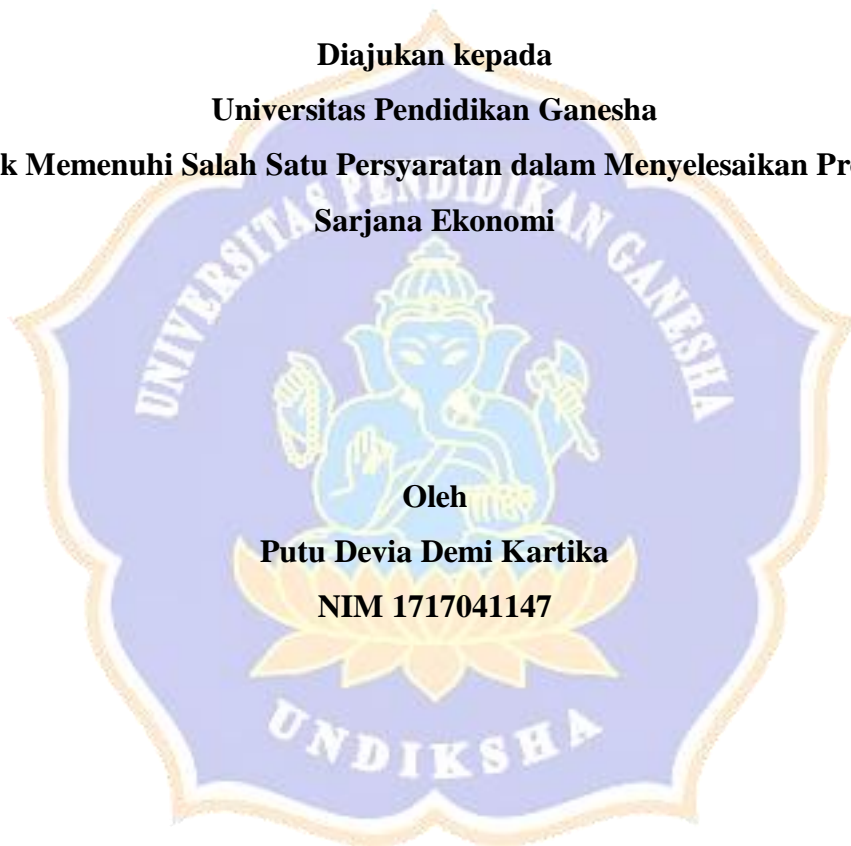 Diajukan kepada
Universitas Pendidikan Ganesha
k Memenuhi Salah Satu Persyaratan dalam Menyelesaikan Pr
Sarjana Ekonomi
UNIVERSITAS PENDIDIKAN GANESHA
Oleh
Putu Devia Demi Kartika
NIM 1717041147
UNDIKSHA